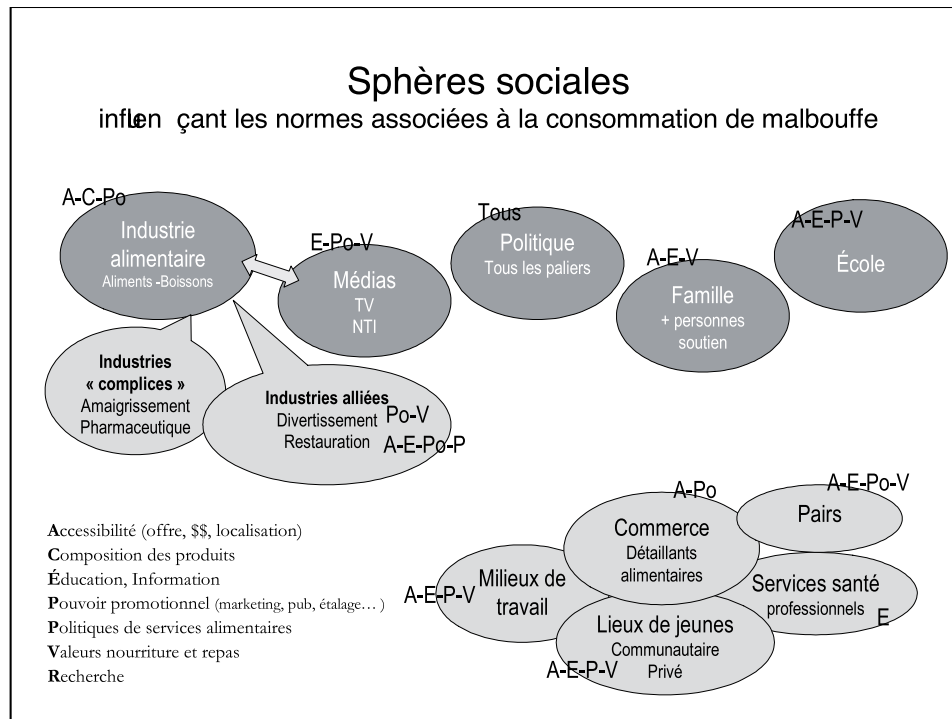 Sphères sociales
influen çant les normes associées à la consommation de malbouffe
A-C-Po
Industrie
alimentaire
Aliments -Boissons
E-Po-V
Médias
TV
NTI
Tous
Politique
Tous les paliers
A-E-V
Famille
+ personnes
soutien
A-E-P-V
École
Industries
« complices »
Amaigrissement
Pharmaceutique
Industries alliées
Divertissement Po-V
Restauration A-E-Po-P
Accessibilité (offre, $$, localisation)
Composition des produits
Éducation, Information
Pouvoir promotionnel (marketing, pub, étalage… )
Politiques de services alimentaires
Valeurs nourriture et repas
Recherche
A-E-P-V
Milieux de
travail
A-Po
Commerce
Détaillants
alimentaires
A-E-Po-V
Pairs
Services santé
professionnels
E
A-E-P-V
Lieux de jeunes
Communautaire
Privé